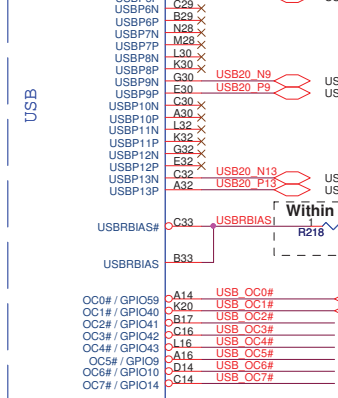 USBP6N C29
USBP6P B29
USBP7N N28
USBP7P M28
USBP8N L30
USBP8P K30
USBP9N G30 USB20_N9 US
USBP9P E30 USB20_P9 US
USBP10N C30
USBP10P A30
USBP11N L32
USBP11P K32
USBP12N G32
USBP12P E32
USBP13N C32 USB20_N13 US
USBP13P A32 USB20_P13 US
USB
Within
USBRBIAS# C33 USBRBIAS 1
R218
USBRBIAS B33
OC0# / GPIO59 A14 USB_OC0#
OC1# / GPIO40 K20 USB_OC1#
OC2# / GPIO41 B17 USB_OC2#
OC3# / GPIO42 C16 USB_OC3#
OC4# / GPIO43 L16 USB_OC4#
OC5# / GPIO9 A16 USB_OC5#
OC6# / GPIO10 D14 USB_OC6#
OC7# / GPIO14 C14 USB_OC7#